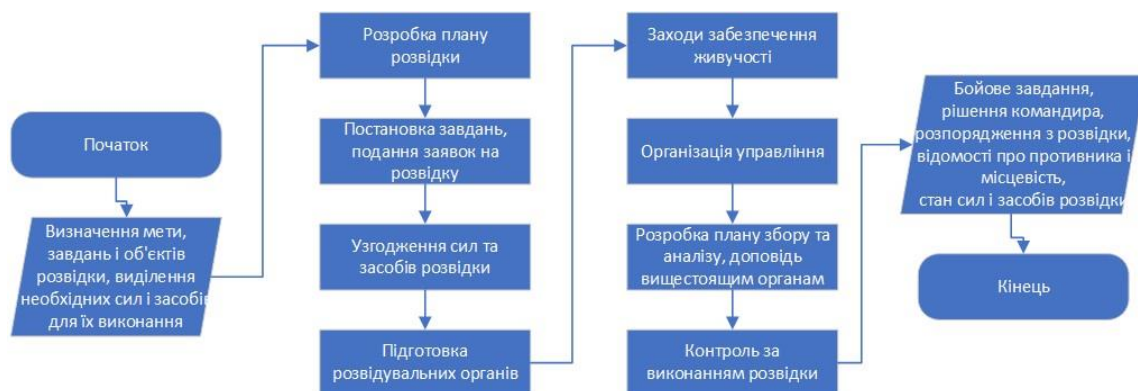 Початок
Визначення мети,
завдань і об'єктів
розвідки, виділення
необхідних сил і засобів
для їх виконання
Розробка плану
розвідки
Постановка завдань,
подання заявок на
розвідку
Узгодження сил та
засобів розвідки
Підготовка
розвідувальних органів
Заходи забезпечення
живучості
Організація управління
Розробка плану збору та
аналізу, доповідь
вищестоящим органам
Контроль за
виконанням розвідки
Бойове завдання,
рішення командира,
розпорядження з розвідки,
відомості про противника і
місцевість,
стан сил і засобів розвідки
Кінець